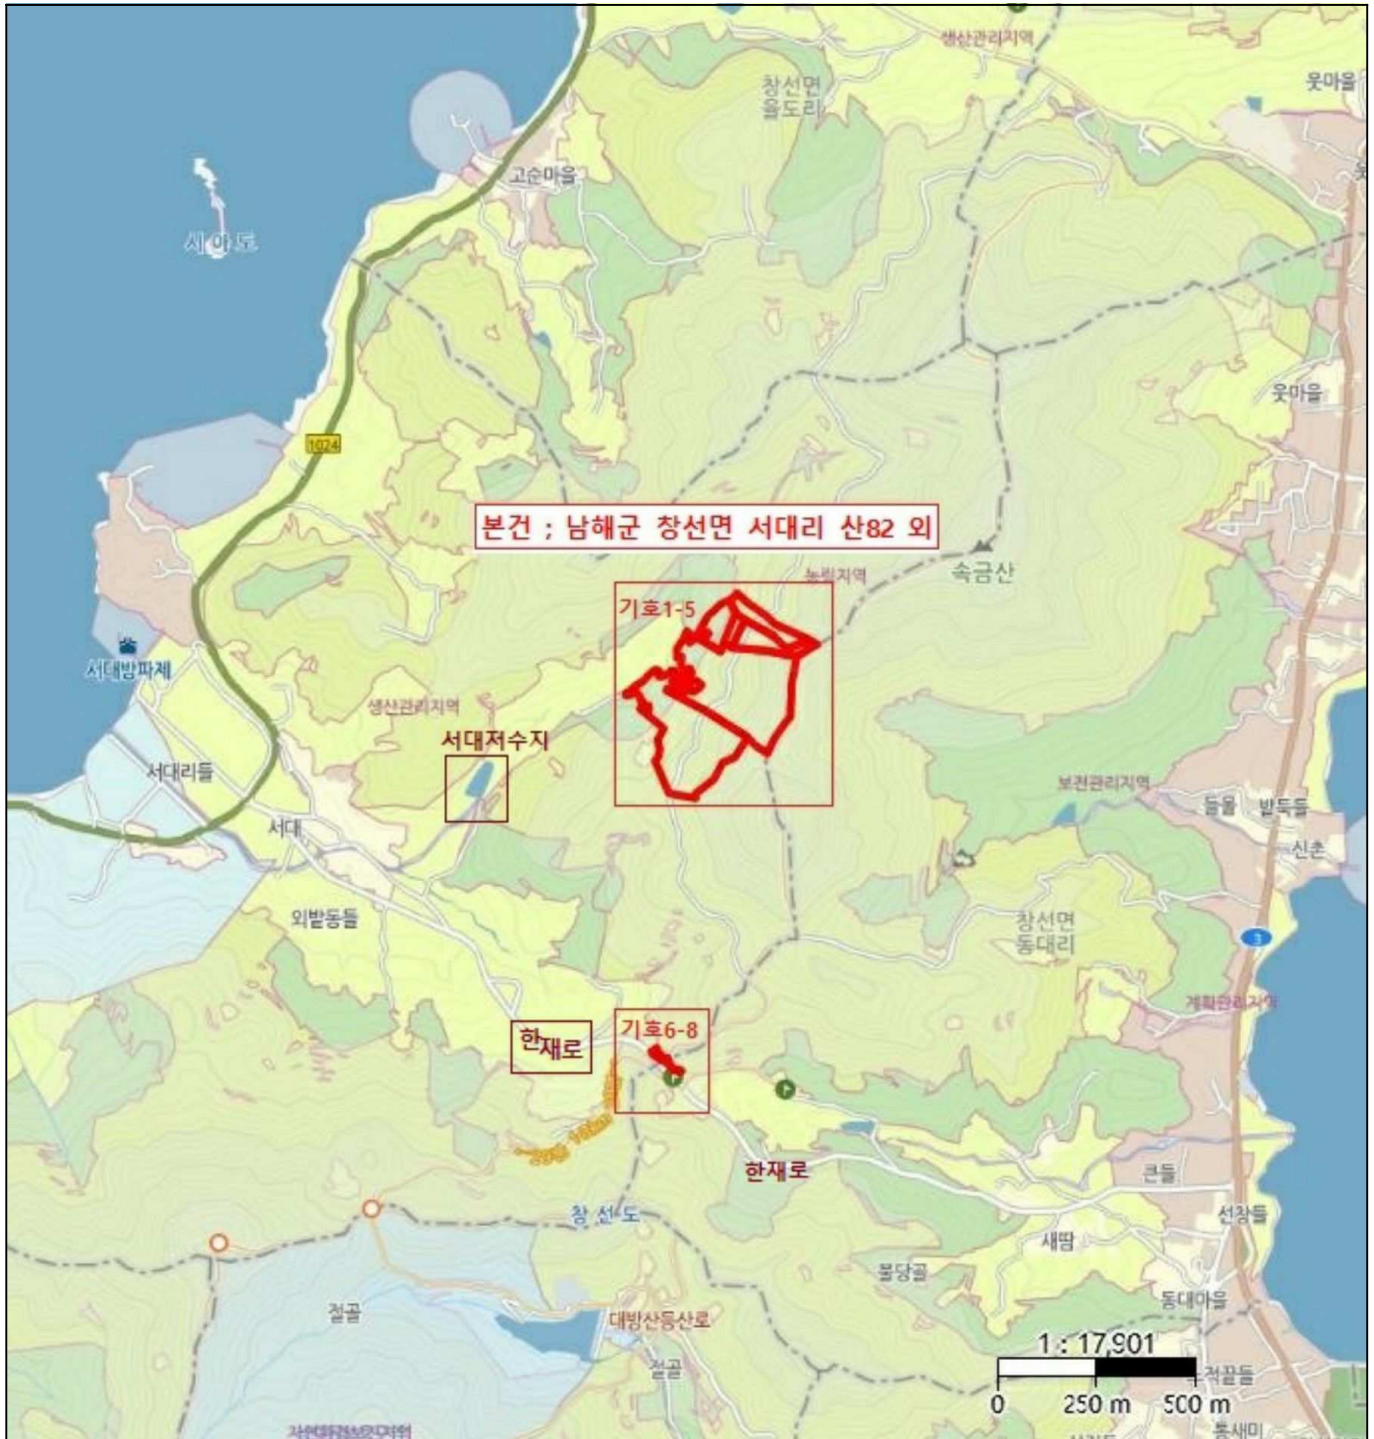 생산관리지역
창선면
율도리
웃마을
고순마을
시아도
1024
웃마을
본건 ; 남해군 창선면 서대리 산82 외
농림지역
속금산
기호1-5
서대방파제
생산관리지역
서대저수지
서대리들
보전관리지역
들올
밭둑들
신촌
서대
외밭동들
창선면
동대리
3
계획관리지역
기호6-8
한재로
한재로
큰들
창선도
선창들
새땀
불당골
동대마을
절골
대방산등산로
1 : 17,901
절골
0
250 m
500 m
통새미